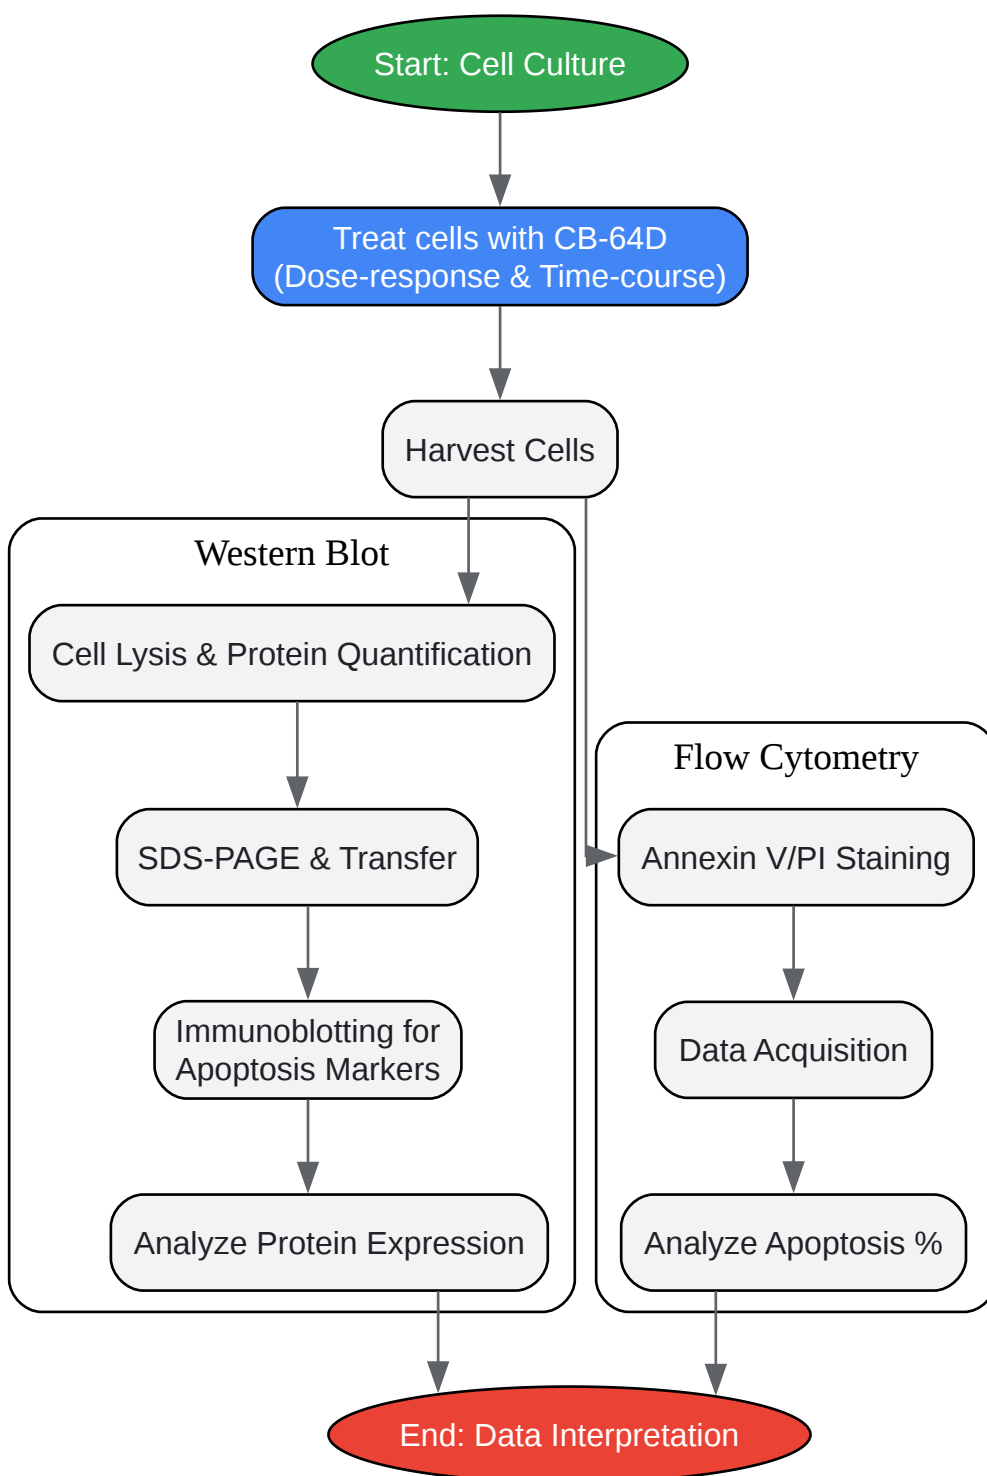 Start: Cell Culture
Treat cells with CB-64D
(Dose-response & Time-course)
Harvest Cells
Western Blot
Cell Lysis & Protein Quantification
SDS-PAGE & Transfer
Immunoblotting for
Apoptosis Markers
Analyze Protein Expression
Flow Cytometry
Annexin V/PI Staining
Data Acquisition
Analyze Apoptosis %
End: Data Interpretation